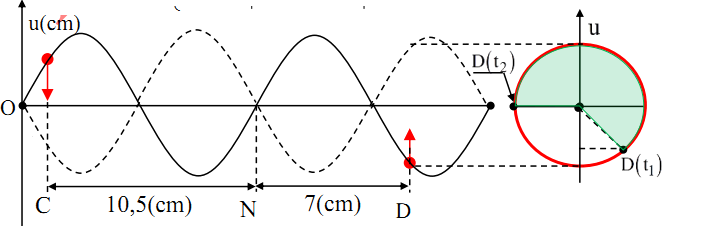 u(cm)
u
D(t₂)
O
D(t₁)
C
10,5(cm)
N
7(cm)
D